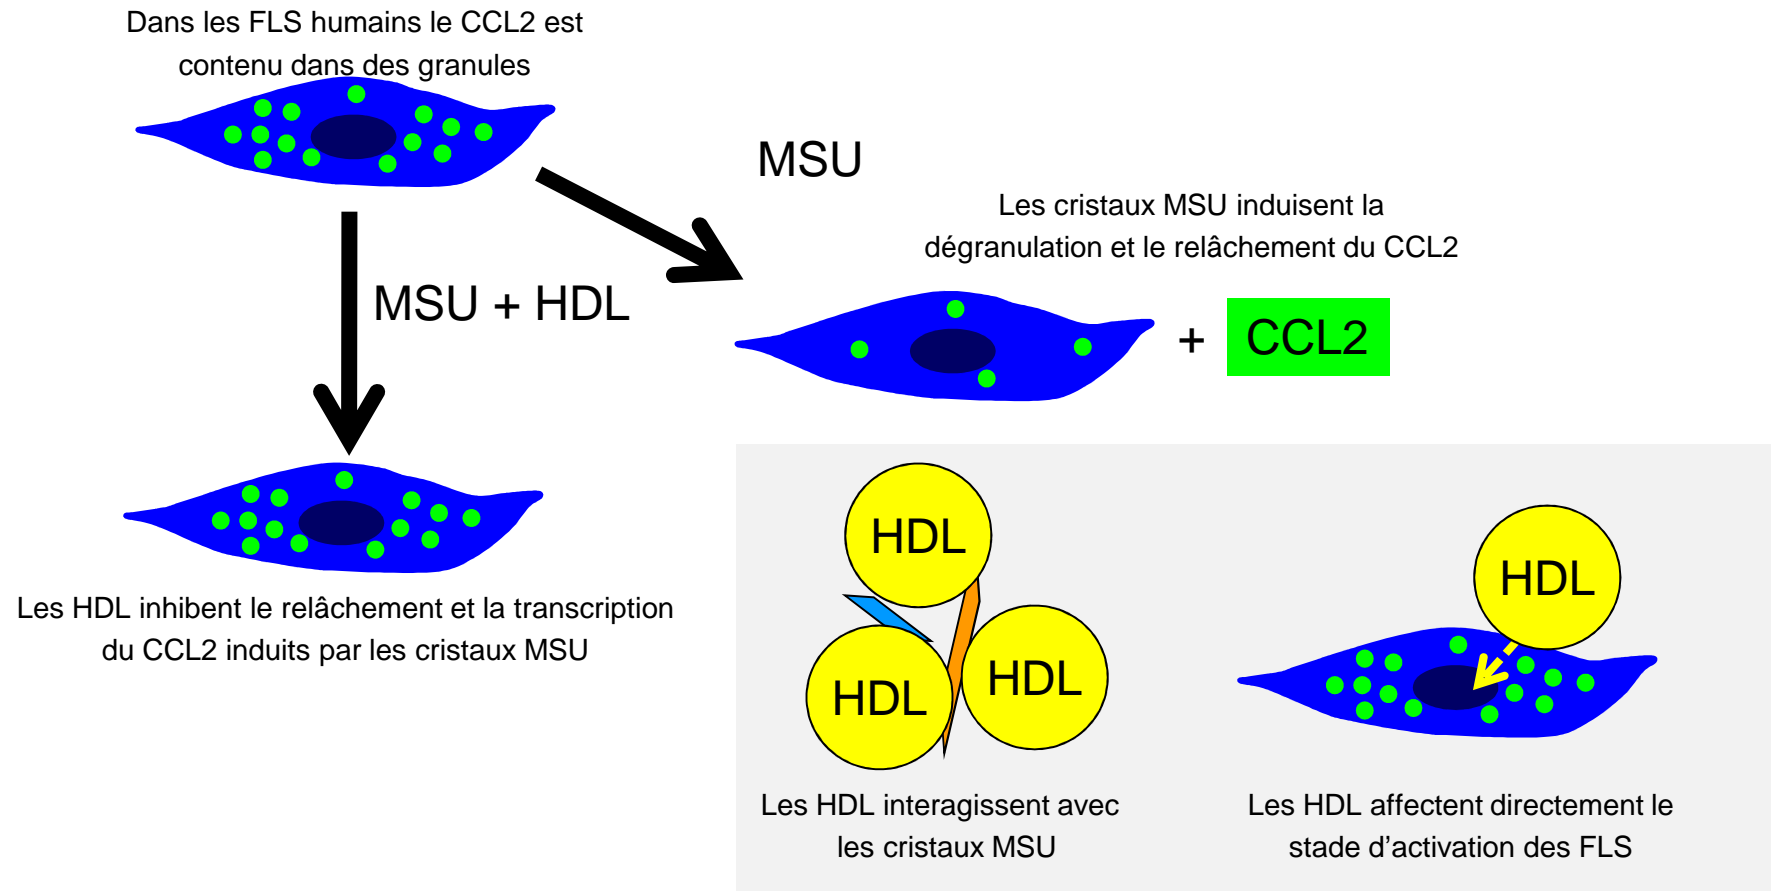 Dans les FLS humains le CCL2 est
contenu dans des granules
MSU
Les cristaux MSU induisent la
dégranulation et le relâchement du CCL2
MSU + HDL
+
CCL2
Les HDL inhibent le relâchement et la transcription
du CCL2 induits par les cristaux MSU
HDL
HDL
HDL
HDL
Les HDL interagissent avec
les cristaux MSU
Les HDL affectent directement le
stade d’activation des FLS